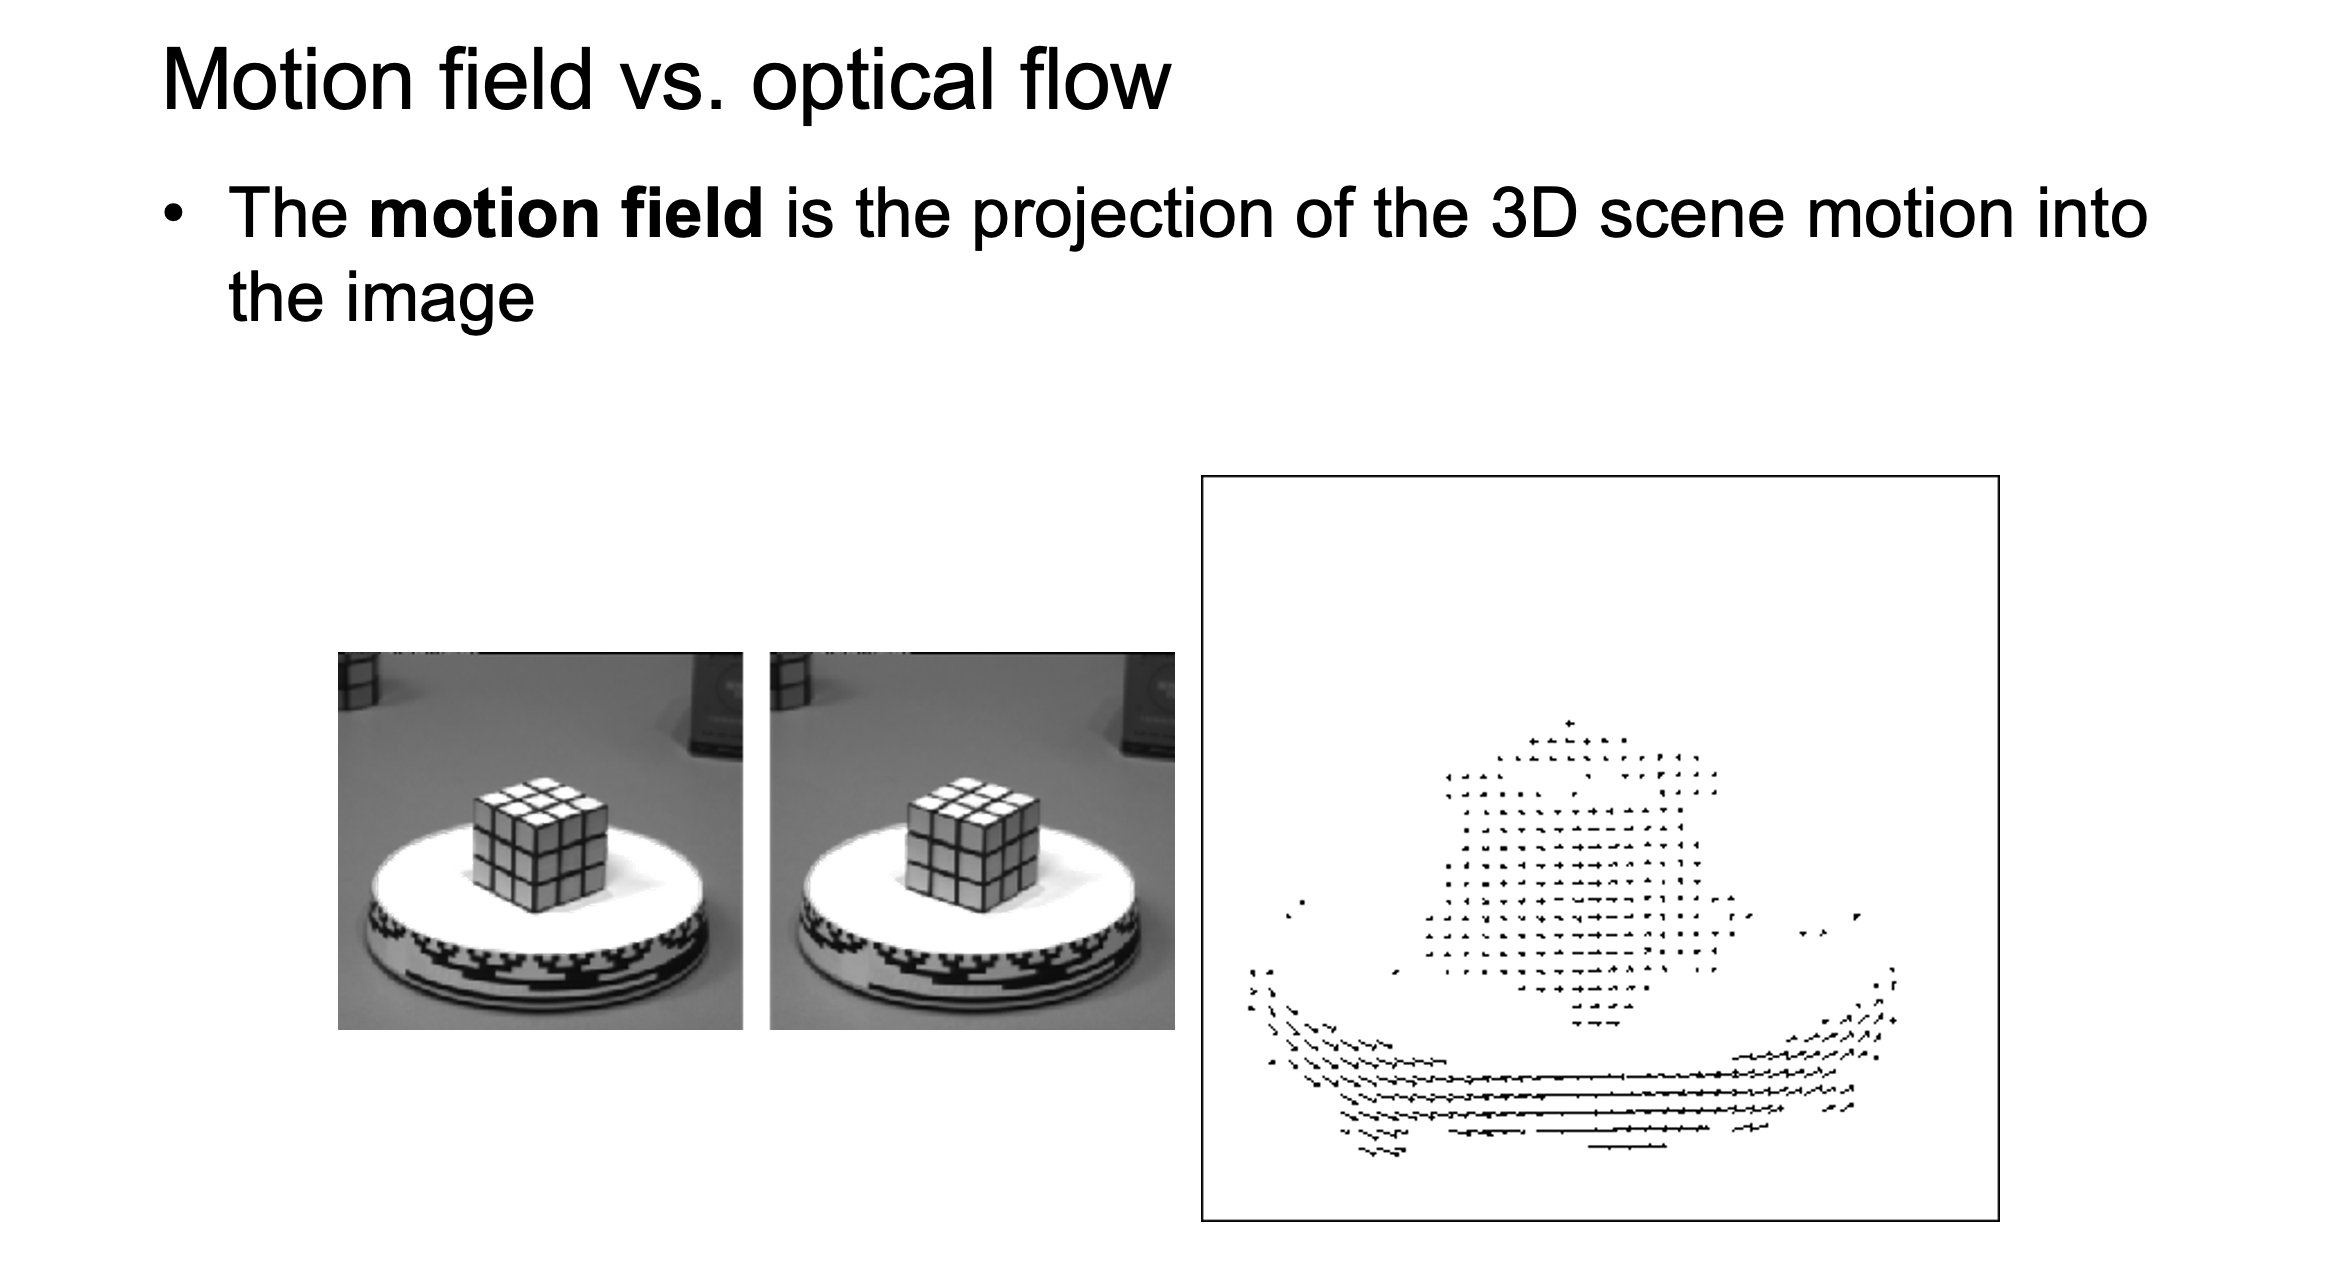 Motion field vs. optical flow
• The motion field is the projection of the 3D scene motion into
the image